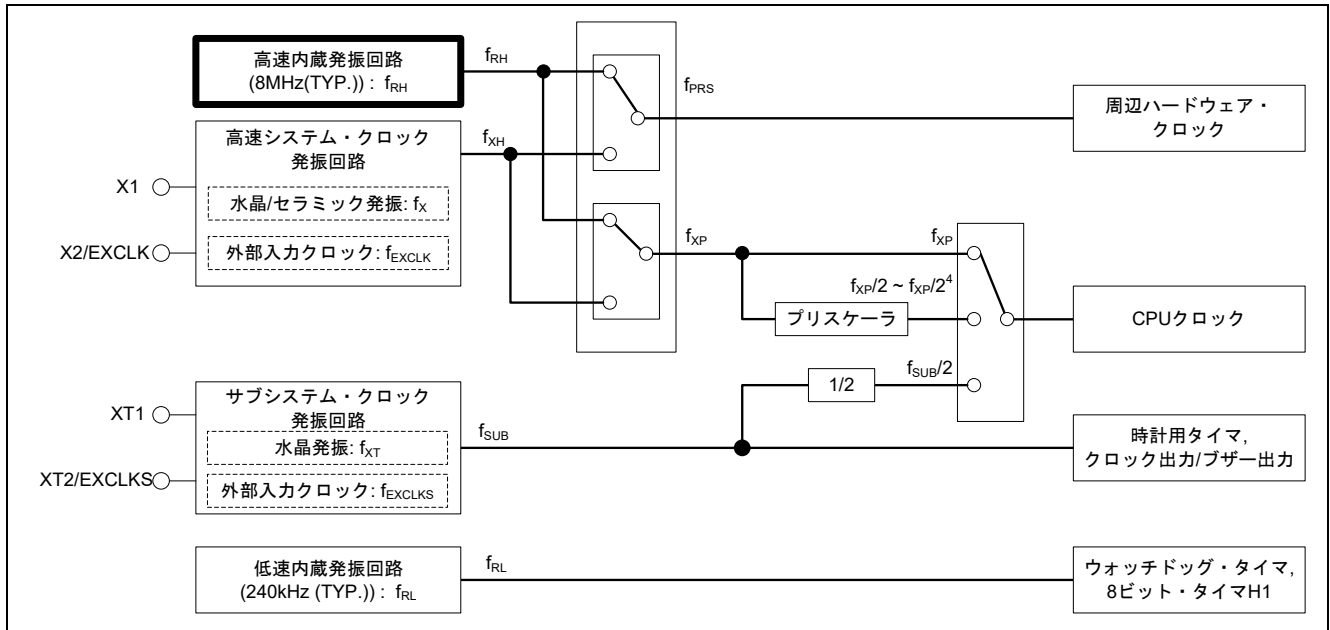 高速内蔵発振回路
(8MHz(TYP.)) : fRH
fRH
fPRS
周辺ハードウェア・
クロック
高速システム・クロック
発振回路
fXH
X1
水晶/セラミック発振: fX
X2/EXCLK
外部入力クロック: fEXCLK
fXP
fXP
fXP/2 ~ fXP/2⁴
プリスケーラ
CPUクロック
1/2
fSUB/2
サブシステム・クロック
発振回路
XT1
水晶発振: fXT
fSUB
XT2/EXCLKS
外部入力クロック: fEXCLKS
時計用タイマ,
クロック出力/ブザー出力
低速内蔵発振回路
(240kHz (TYP.)) : fRL
fRL
ウォッチドッグ・タイマ,
8ビット・タイマH1